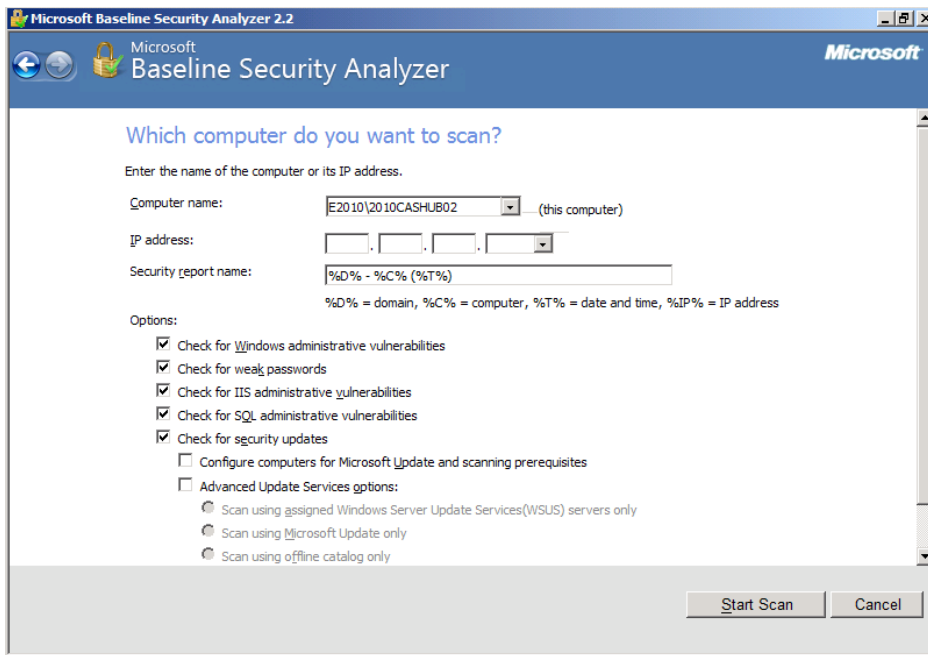 Microsoft Baseline Security Analyzer 2.2
Microsoft
Baseline Security Analyzer
Microsoft
Which computer do you want to scan?
Enter the name of the computer or its IP address.
Computer name:
E2010\2010CASHUB02
(this computer)
IP address:
. . .
Security report name:
%D% - %C% (%T%)
%D% = domain, %C% = computer, %T% = date and time, %IP% = IP address
Options:
Check for Windows administrative vulnerabilities
Check for weak passwords
Check for IIS administrative vulnerabilities
Check for SQL administrative vulnerabilities
Check for security updates
Configure computers for Microsoft Update and scanning prerequisites
Advanced Update Services options:
Scan using assigned Windows Server Update Services(WSUS) servers only
Scan using Microsoft Update only
Scan using offline catalog only
Start Scan
Cancel